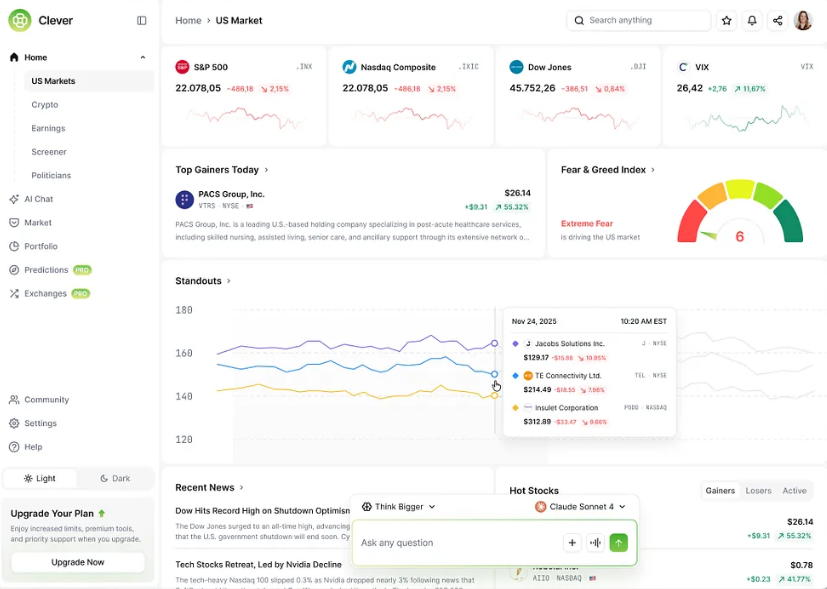 Clever
Home
US Markets
Crypto
Earnings
Screener
Politicians
AI Chat
Market
Portfolio
Predictions PRO
Exchanges PRO
Community
Settings
Help
Light Dark
Upgrade Your Plan
Enjoy increased limits, premium tools,
and priority support when you upgrade.
Upgrade Now
Home › US Market
Search anything
S&P 500 .INX
22.078,05 -486,18 2,15%
Nasdaq Composite .IXIC
22.078,05 -486,18 2,15%
Dow Jones .DJI
45.752,26 -386,51 0,84%
VIX VIX
26,42 +2,76 11,67%
Top Gainers Today ›
PACS Group, Inc. $26.14
VTRS · NYSE · +$9.31 55.32%
PACS Group, Inc. is a leading U.S.-based holding company specializing in post-acute healthcare services,
including skilled nursing, assisted living, senior care, and ancillary support through its extensive network o...
Fear & Greed Index ›
Extreme Fear
is driving the US market
6
Standouts ›
180
160
140
120
Nov 24, 2025 10:20 AM EST
Jacobs Solutions Inc. J · NYSE
$129.17 -$15.88 10.95%
TE Connectivity Ltd. TEL · NYSE
$214.49 -$18.55 7.96%
Insulet Corporation PODD · NASDAQ
$312.89 -$33.47 9.66%
Recent News ›
Dow Hits Record High on Shutdown Optimism
The Dow Jones surged to an all-time high, advancing
that the U.S. government shutdown will end soon.
Tech Stocks Retreat, Led by Nvidia Decline
The tech-heavy Nasdaq 100 slipped 0.3% as Nvidia dropped nearly 3% following news that
Hot Stocks
Gainers Losers Active
$26.14
+$9.31 55.32%
$0.78
AIIO NASDAQ +$0.23 41.77%
Think Bigger Claude Sonnet 4
Ask any question